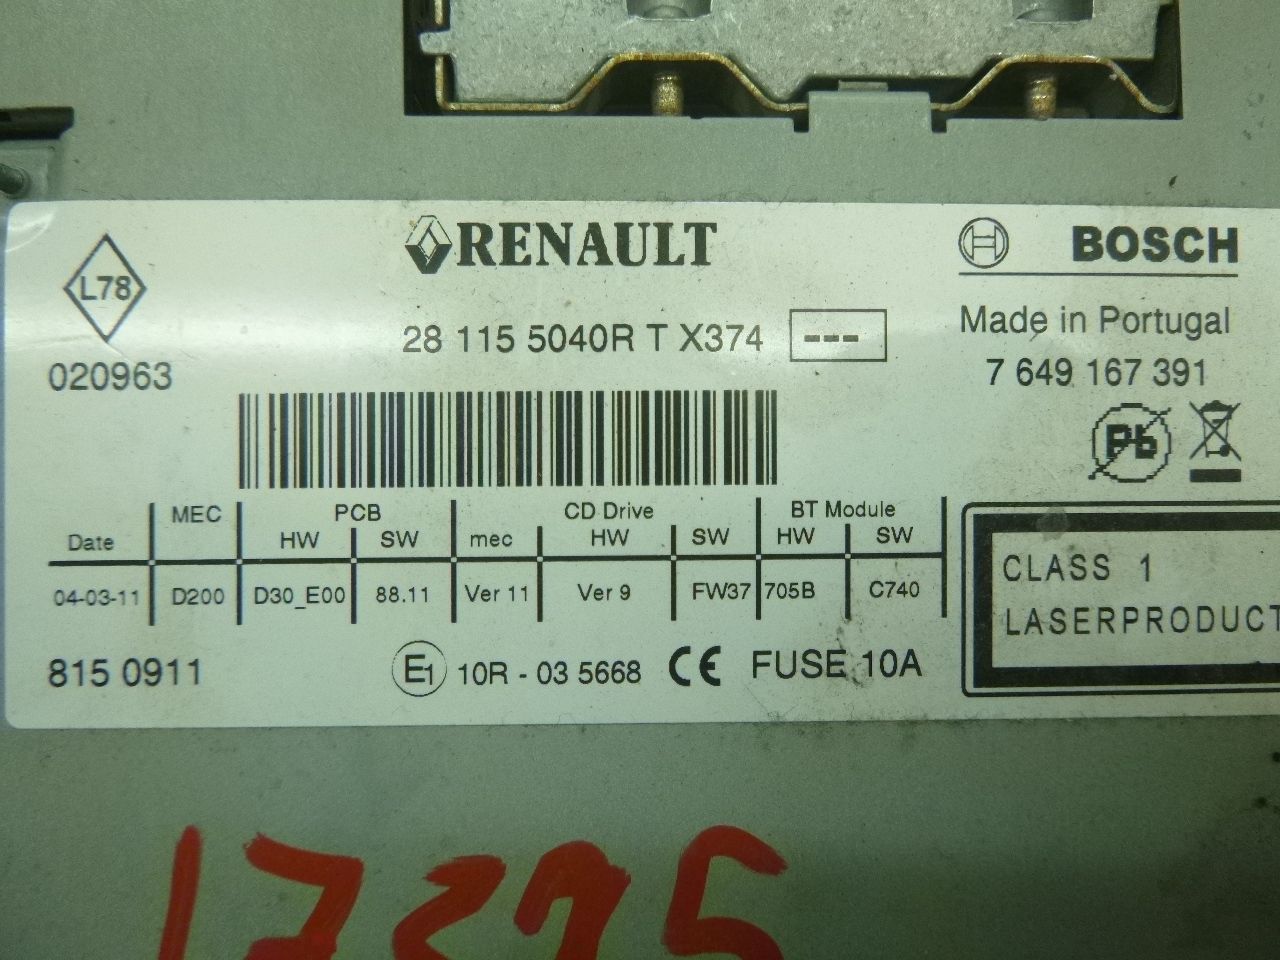 L78
RENAULT
BOSCH
28 115 5040R T X374 ---
Made in Portugal
020963
7 649 167 391
Pb
MEC PCB CD Drive BT Module
Date HW SW mec HW SW HW SW
04-03-11 D200 D30_E00 88.11 Ver 11 Ver 9 FW37 705B C740
CLASS 1
LASERPRODUCT
815 0911
E1 10R - 03 5668 CE FUSE 10A